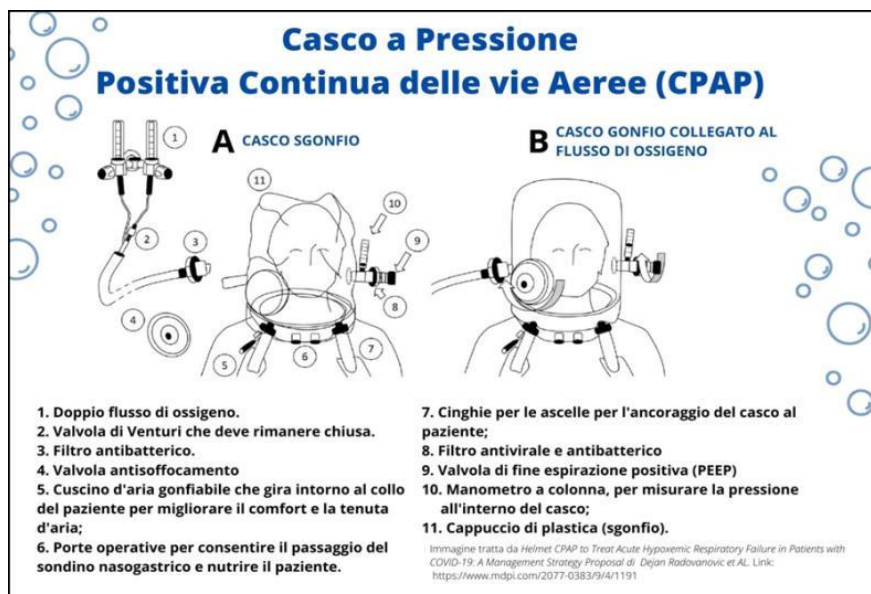 Casco a Pressione
Positiva Continua delle vie Aeree (CPAP)
A CASCO SGONFIO
B CASCO GONFIO COLLEGATO AL
FLUSSO DI OSSIGENO
1
2
3
4
5
6
7
8
9
10
11
1. Doppio flusso di ossigeno.
2. Valvola di Venturi che deve rimanere chiusa.
3. Filtro antibatterico.
4. Valvola antisoffocamento
5. Cuscino d'aria gonfiabile che gira intorno al collo
del paziente per migliorare il comfort e la tenuta
d'aria;
6. Porte operative per consentire il passaggio del
sondino nasogastrico e nutrire il paziente.
7. Cinghie per le ascelle per l'ancoraggio del casco al
paziente;
8. Filtro antivirale e antibatterico
9. Valvola di fine espirazione positiva (PEEP)
10. Manometro a colonna, per misurare la pressione
all'interno del casco;
11. Cappuccio di plastica (sgonfio).
Immagine tratta da Helmet CPAP to Treat Acute Hypoxemic Respiratory Failure in Patients with
COVID-19: A Management Strategy Proposal di Dejan Radovanovic et AL. Link:
https://www.mdpi.com/2077-0383/9/4/1191